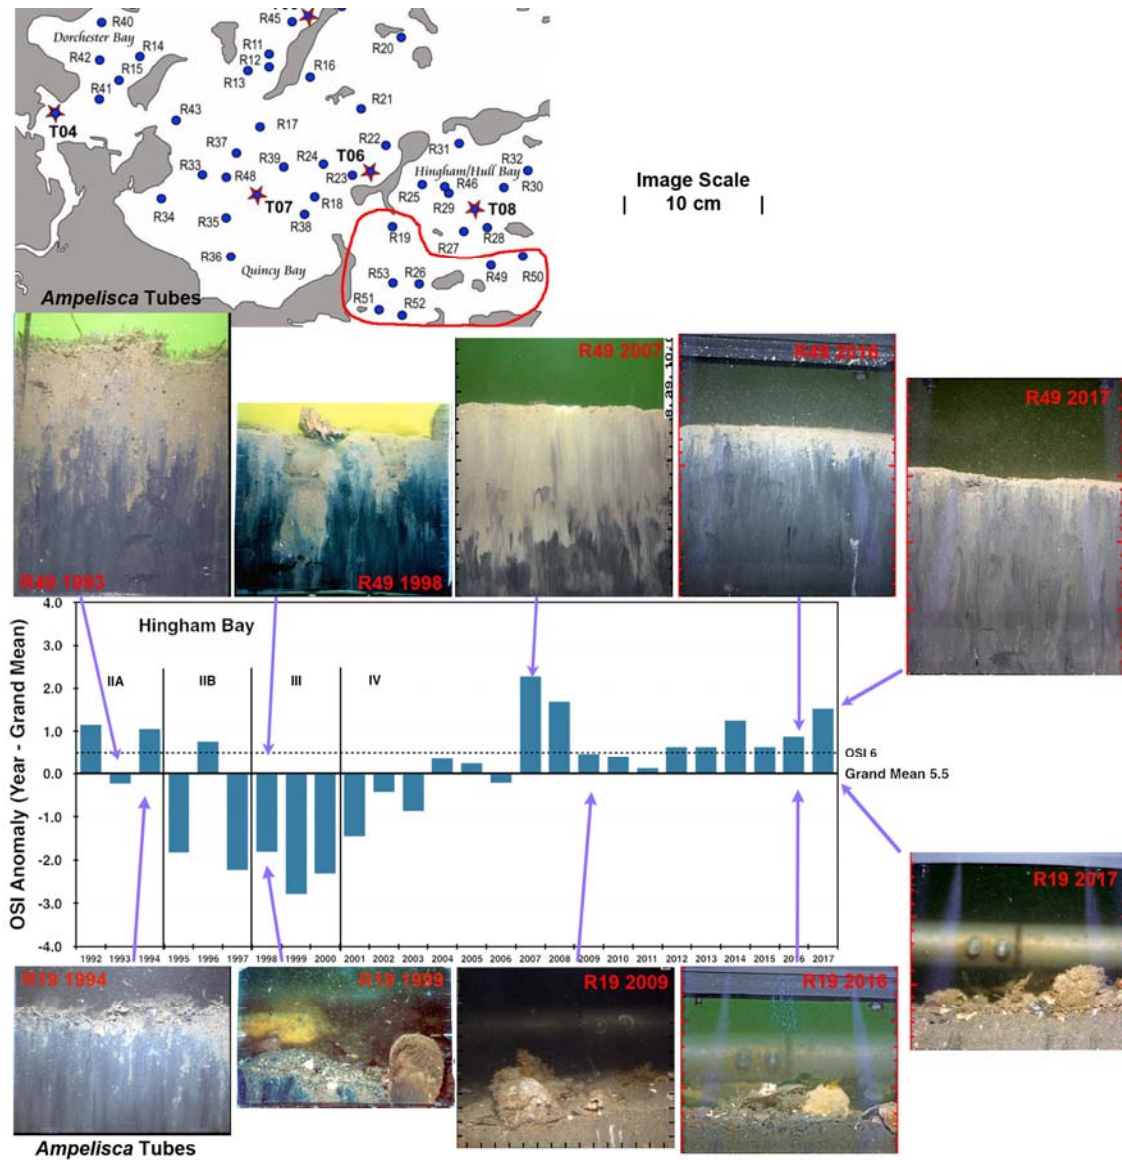 R40
Dorchester Bay
R14
R42
R15
R41
T04
R43
R45
R11
R12
R13
R16
R20
R21
R17
R37
R33
R48
R39
R24
T06
R22
R23
R34
R35
T07
R18
R38
R36
Quincy Bay
R31
Hingham/Hull Bay
R32
R25
R46
R30
R29
T08
R19
R27
R28
R49
R50
R53
R26
R51
R52
Image Scale
10 cm
Ampelisca Tubes
R49 1993
R49 1998
R49 2007
R49 2016
R49 2017
Hingham Bay
IIA
IIB
III
IV
OSI Anomaly (Year - Grand Mean)
4.0
3.0
2.0
1.0
0.0
-1.0
-2.0
-3.0
-4.0
OSI 6
Grand Mean 5.5
1992 1993 1994 1995 1996 1997 1998 1999 2000 2001 2002 2003 2004 2005 2006 2007 2008 2009 2010 2011 2012 2013 2014 2015 2016 2017
R19 1994
R19 1999
R19 2009
R19 2016
R19 2017
Ampelisca Tubes